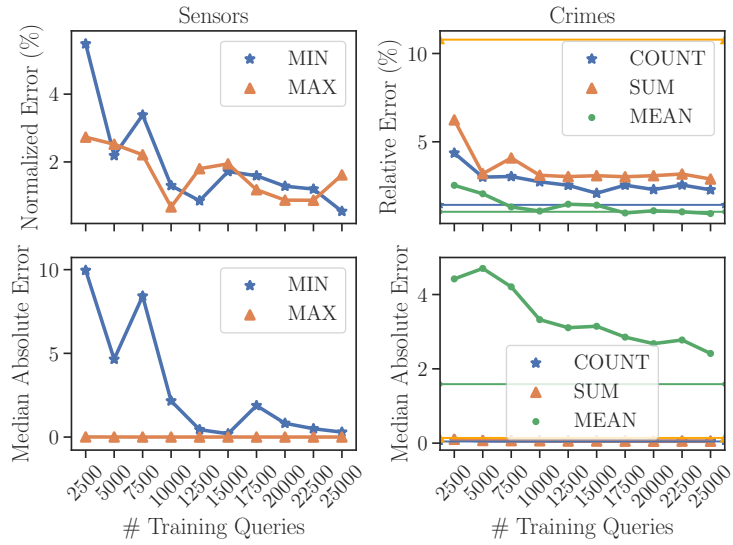 Sensors
Normalized Error (%)
4
2
MIN
MAX
Crimes
Relative Error (%)
10
5
COUNT
SUM
MEAN
Median Absolute Error
10
5
0
MIN
MAX
2500
5000
7500
10000
12500
15000
17500
20000
22500
25000
# Training Queries
Median Absolute Error
4
2
0
COUNT
SUM
MEAN
2500
5000
7500
10000
12500
15000
17500
20000
22500
25000
# Training Queries